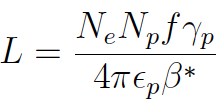 $L = \frac{N_e N_p f \gamma_p}{4\pi\epsilon_p\beta^*}$